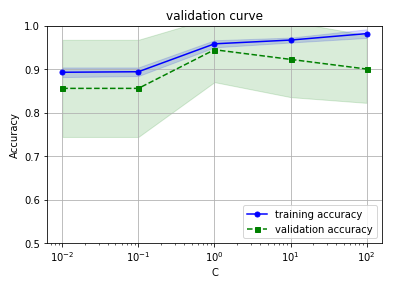 validation curve
Accuracy
1.0
0.9
0.8
0.7
0.6
0.5
training accuracy
validation accuracy
10⁻² 10⁻¹ 10⁰ 10¹ 10²
C